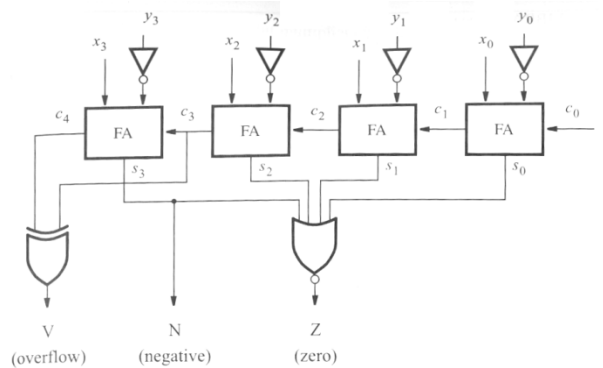 y3 y2 y1 y0
x3 x2 x1 x0
c4 FA c3 FA c2 FA c1 FA c0
s3 s2 s1 s0
V N Z
(overflow) (negative) (zero)